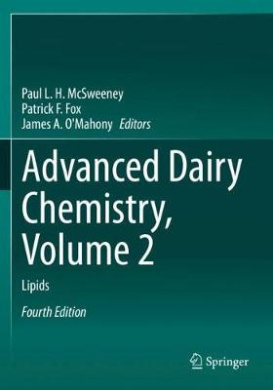 Paul L. H. McSweeney
Patrick F. Fox
James A. O'Mahony Editors
Advanced Dairy
Chemistry,
Volume 2
Lipids
Fourth Edition
Springer